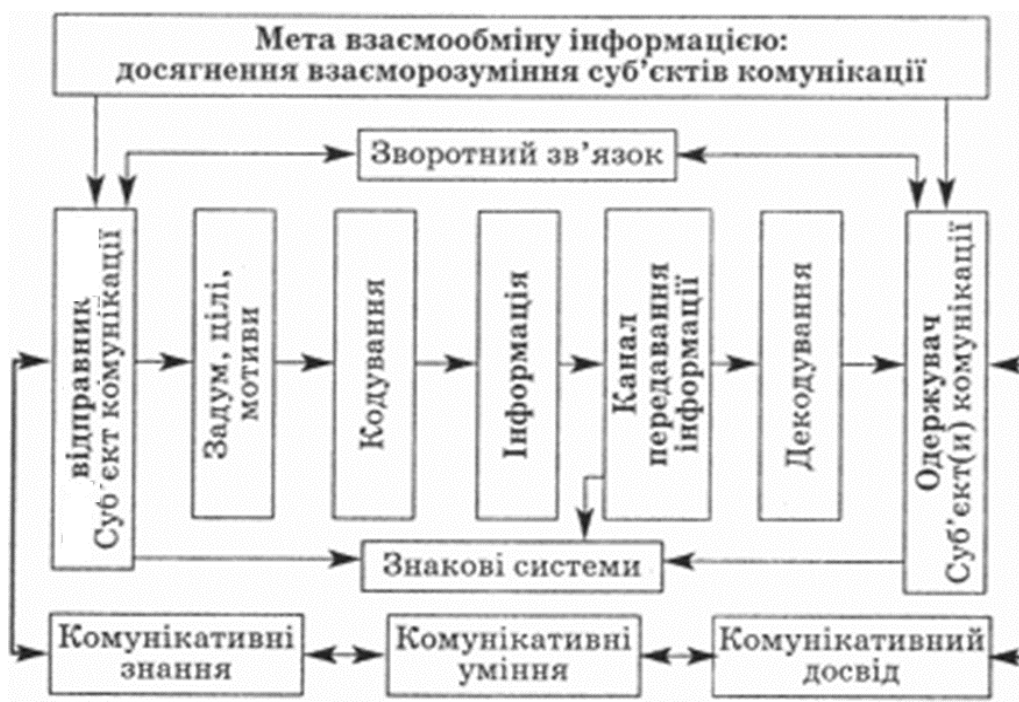 Мета взаємообміну інформацією:
досягнення взаєморозуміння суб'єктів комунікації
Зворотний зв'язок
відправник
Суб'єкт комунікації
Задум, цілі,
мотиви
Кодування
Інформація
Канал
передавання
інформації
Декодування
Одержувач
Суб'єкт(и) комунікації
Знакові системи
Комунікативні
знання
Комунікативні
уміння
Комунікативний
досвід